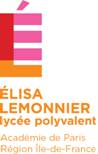 ÉLISA
LEMONNIER
lycée polyvalent
Académie de Paris
Région Île-de-France